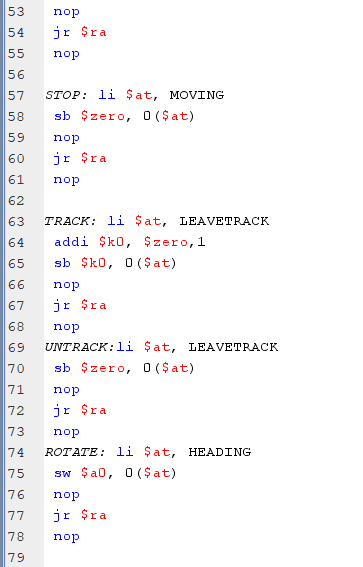 53 nop
54 jr $ra
55 nop
56
57 STOP: li $at, MOVING
58 sb $zero, 0($at)
59 nop
60 jr $ra
61 nop
62
63 TRACK: li $at, LEAVETRACK
64 addi $k0, $zero,1
65 sb $k0, 0($at)
66 nop
67 jr $ra
68 nop
69 UNTRACK:li $at, LEAVETRACK
70 sb $zero, 0($at)
71 nop
72 jr $ra
73 nop
74 ROTATE: li $at, HEADING
75 sw $a0, 0($at)
76 nop
77 jr $ra
78 nop
79